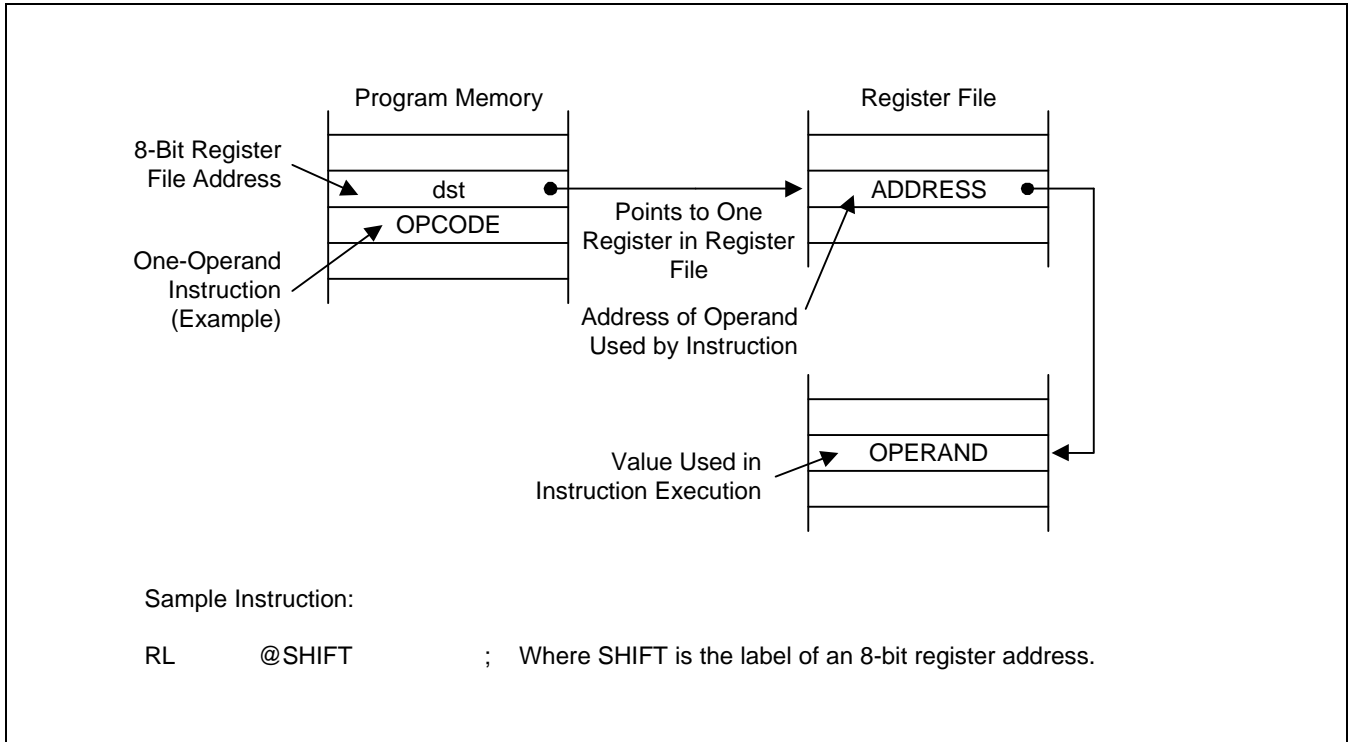 Program Memory
Register File
8-Bit Register
File Address
dst
ADDRESS
OPCODE
Points to One
Register in Register
File
One-Operand
Instruction
(Example)
Address of Operand
Used by Instruction
OPERAND
Value Used in
Instruction Execution
Sample Instruction:
RL @SHIFT ; Where SHIFT is the label of an 8-bit register address.